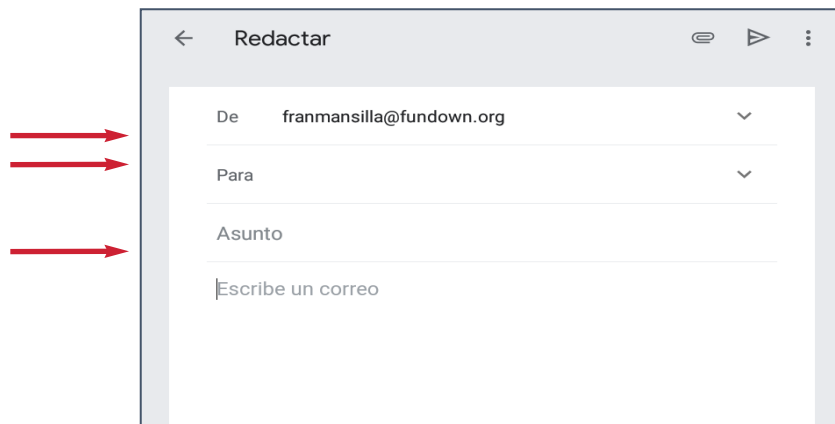 Redactar
De franmansilla@fundown.org
Para
Asunto
Escribe un correo